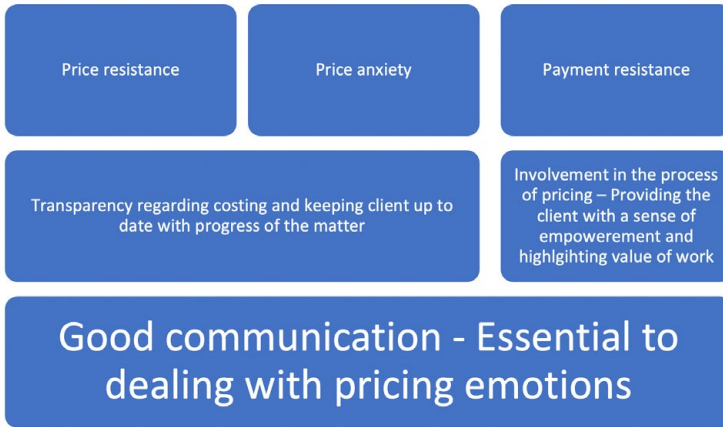 Price resistance
Price anxiety
Payment resistance
Transparency regarding costing and keeping client up to
date with progress of the matter
Involvement in the process
of pricing – Providing the
client with a sense of
empowerement and
highlgihting value of work
Good communication - Essential to
dealing with pricing emotions